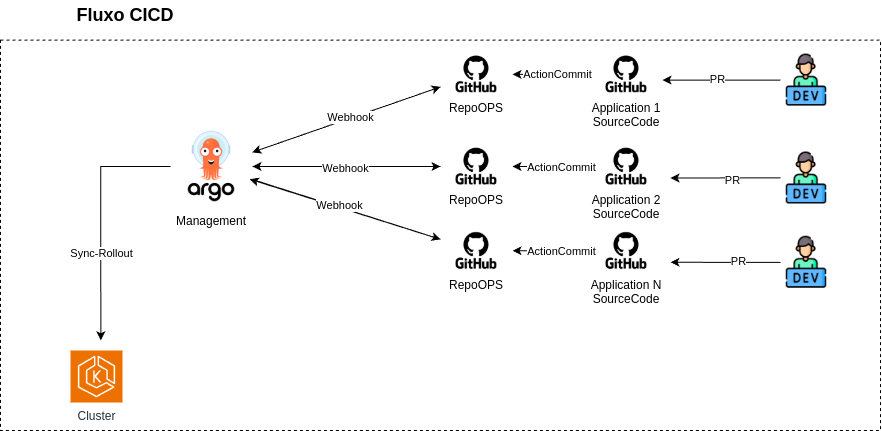 Fluxo CICD
GitHub
RepoOPS
ActionCommit
GitHub
Application 1
SourceCode
PR
DEV
Webhook
argo
Management
Webhook
GitHub
RepoOPS
ActionCommit
GitHub
Application 2
SourceCode
PR
DEV
Webhook
GitHub
RepoOPS
ActionCommit
GitHub
Application N
SourceCode
PR
DEV
Sync-Rollout
K
Cluster